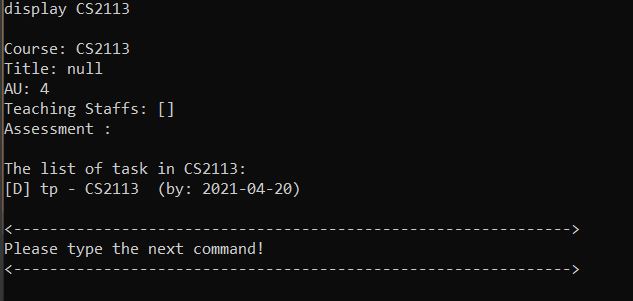 display CS2113
Course: CS2113
Title: null
AU: 4
Teaching Staffs: []
Assessment :
The list of task in CS2113:
[D] tp - CS2113  (by: 2021-04-20)
<-------------------------------------------------------------->
Please type the next command!
<-------------------------------------------------------------->